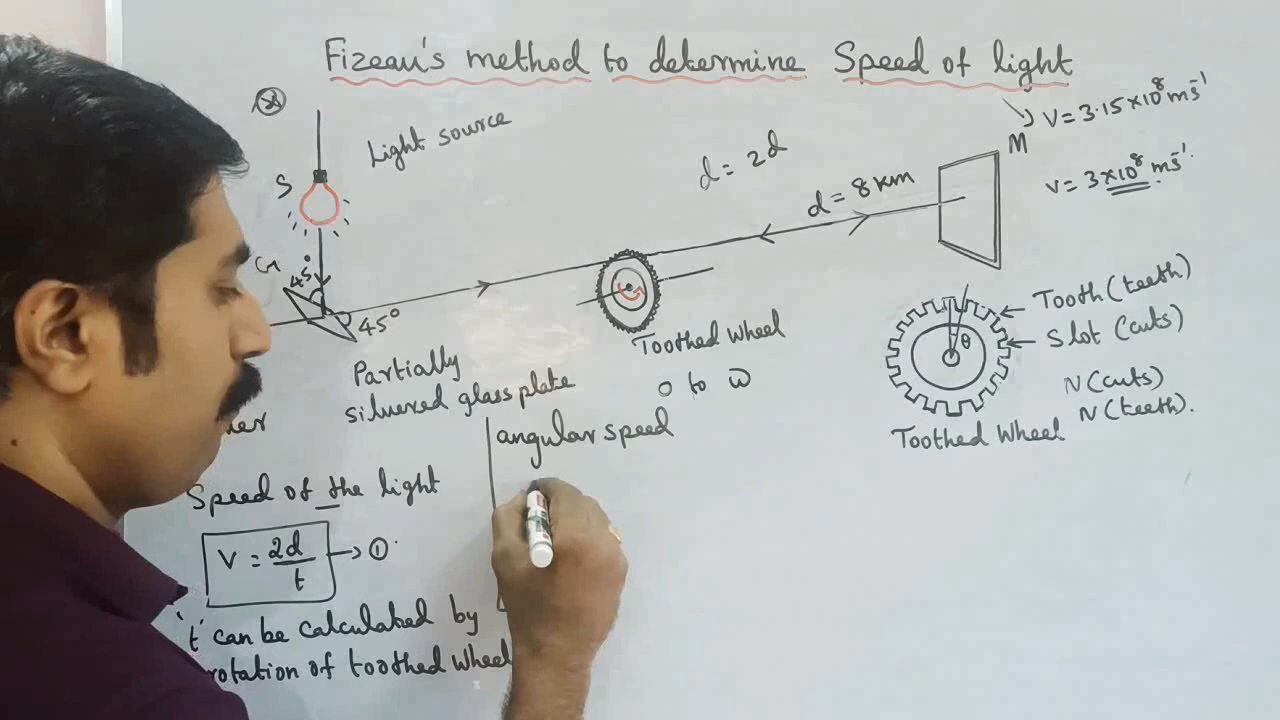 Fizeau's method to determine Speed of light
V = 3.15 × 10⁸ ms⁻¹
V = 3 × 10⁸ ms⁻¹.
Light source
S
d = 2d
d = 8 km
M
G
45°
45°
Toothed wheel
0 to ω
Partially
silvered glass plate
Tooth (teeth)
Slot (cuts)
θ
N (cuts)
N (teeth).
Toothed Wheel
angular speed
Speed of the light
V = 2d/t → ①
't' can be calculated by
rotation of toothed wheel